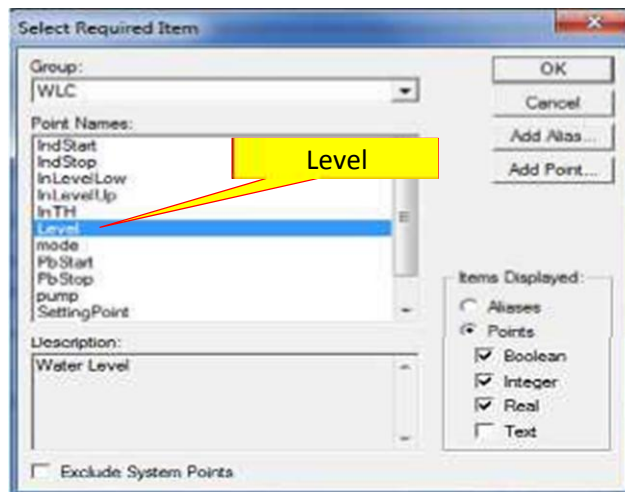 Select Required Item
Group:
WLC
OK
Cancel
Point Names:
Add Alias...
Add Point...
IndStart
IndStop
InLevelLow
InLevelUp
InTH
Level
mode
PbStart
PbStop
pump
SettingPoint
Level
Items Displayed:
Aliases
Points
Boolean
Integer
Real
Text
Description:
Water Level
Exclude System Points